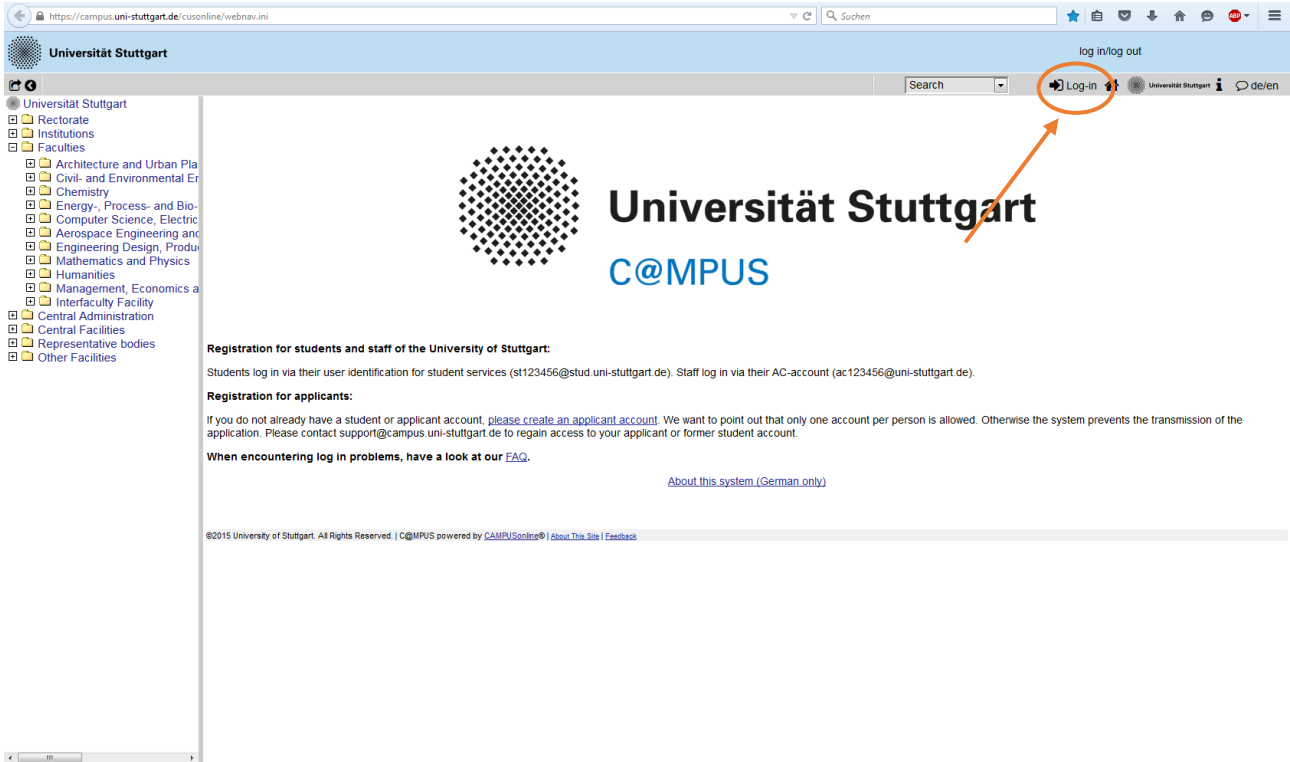 https://campus.uni-stuttgart.de/cusonline/webnav.ini
Suchen
ABP
Universität Stuttgart
log in/log out
Search
Log-in
Universität Stuttgart
de/en
Universität Stuttgart
Rectorate
Institutions
Faculties
Architecture and Urban Pla
Civil- and Environmental Er
Chemistry
Energy-, Process- and Bio-
Computer Science, Electric
Aerospace Engineering and
Engineering Design, Produ
Mathematics and Physics
Humanities
Management, Economics a
Interfaculty Facility
Central Administration
Central Facilities
Representative bodies
Other Facilities
Universität Stuttgart
C@MPUS
Registration for students and staff of the University of Stuttgart:
Students log in via their user identification for student services (st123456@stud.uni-stuttgart.de). Staff log in via their AC-account (ac123456@uni-stuttgart.de).
Registration for applicants:
If you do not already have a student or applicant account, please create an applicant account. We want to point out that only one account per person is allowed. Otherwise the system prevents the transmission of the
application. Please contact support@campus.uni-stuttgart.de to regain access to your applicant or former student account.
When encountering log in problems, have a look at our FAQ.
About this system (German only)
©2015 University of Stuttgart. All Rights Reserved. | C@MPUS powered by CAMPUSonline® | About This Site | Feedback